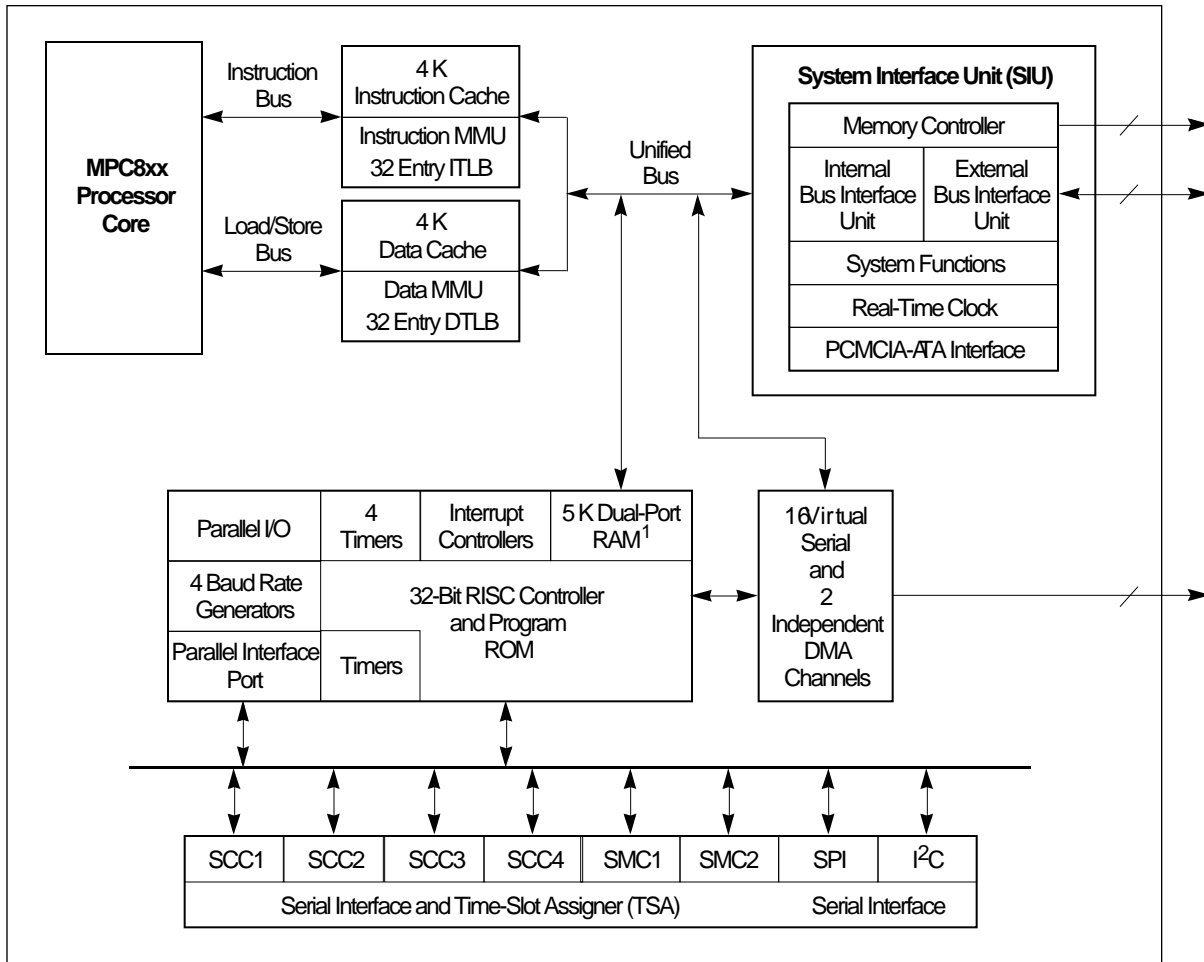 MPC8xx
Processor
Core
Instruction
Bus
Load/Store
Bus
4 K
Instruction Cache
Instruction MMU
32 Entry ITLB
4 K
Data Cache
Data MMU
32 Entry DTLB
Unified
Bus
System Interface Unit (SIU)
Memory Controller
Internal
Bus Interface
Unit
External
Bus Interface
Unit
System Functions
Real-Time Clock
PCMCIA-ATA Interface
Parallel I/O
4
Timers
Interrupt
Controllers
5 K Dual-Port
RAM¹
4 Baud Rate
Generators
32-Bit RISC Controller
and Program
ROM
Parallel Interface
Port
Timers
16Virtual
Serial
and
2
Independent
DMA
Channels
SCC1
SCC2
SCC3
SCC4
SMC1
SMC2
SPI
I²C
Serial Interface and Time-Slot Assigner (TSA)
Serial Interface